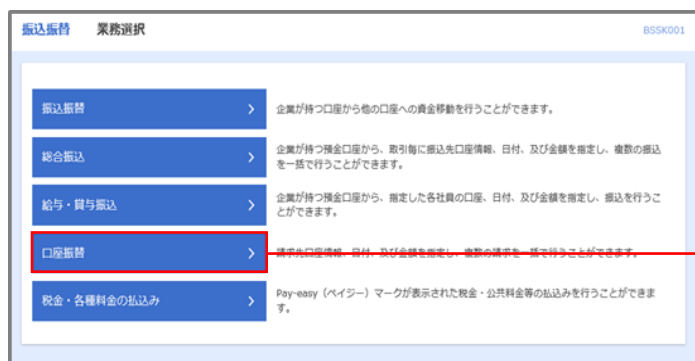 振込振替 業務選択 BSSK001
振込振替 企業が持つ口座から他の口座への資金移動を行うことができます。
総合振込 企業が持つ預金口座から、取引毎に振込先口座情報、日付、及び金額を指定し、複数の振込
を一括で行うことができます。
給与・賞与振込 企業が持つ預金口座から、指定した各社員の口座、日付、及び金額を指定し、振込を行うこ
とができます。
口座振替 請求先口座情報、日付、及び金額を指定し、複数の請求を一括で行うことができます。
税金・各種料金の払込み Pay-easy（ペイジー）マークが表示された税金・公共料金等の払込みを行うことができま
す。